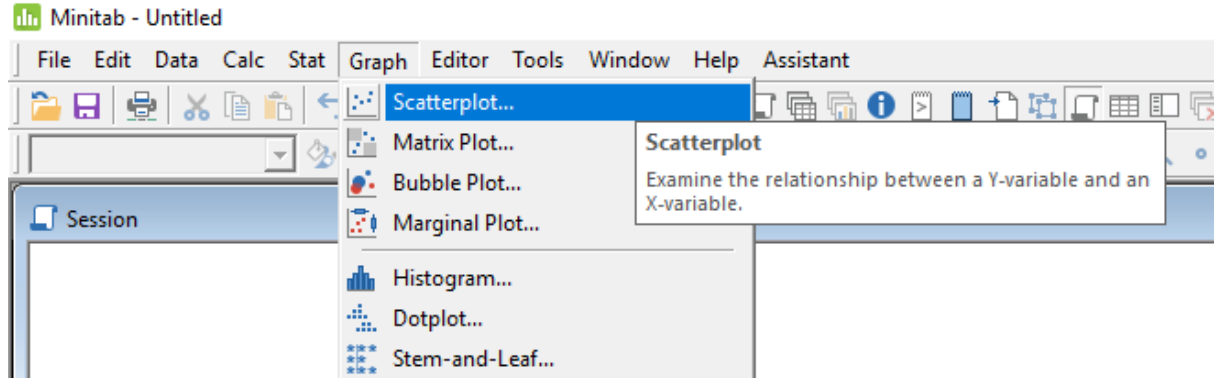 Minitab - Untitled
File Edit Data Calc Stat Graph Editor Tools Window Help Assistant
Scatterplot...
Matrix Plot...
Bubble Plot...
Marginal Plot...
Scatterplot
Examine the relationship between a Y-variable and an
X-variable.
Session
Histogram...
Dotplot...
Stem-and-Leaf...